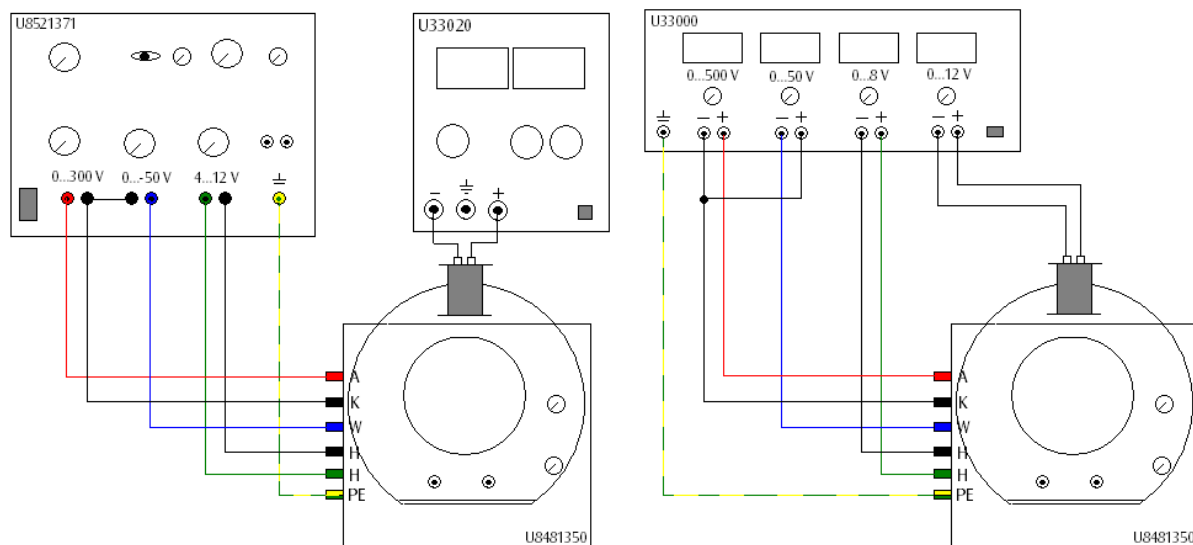 U8521371
0...300 V 0...-50 V 4...12 V
U33020
- +
A
K
W
H
H
PE
U8481350
U33000
0...500 V 0...50 V 0...8 V 0...12 V
- + - + - + - +
A
K
W
H
H
PE
U8481350